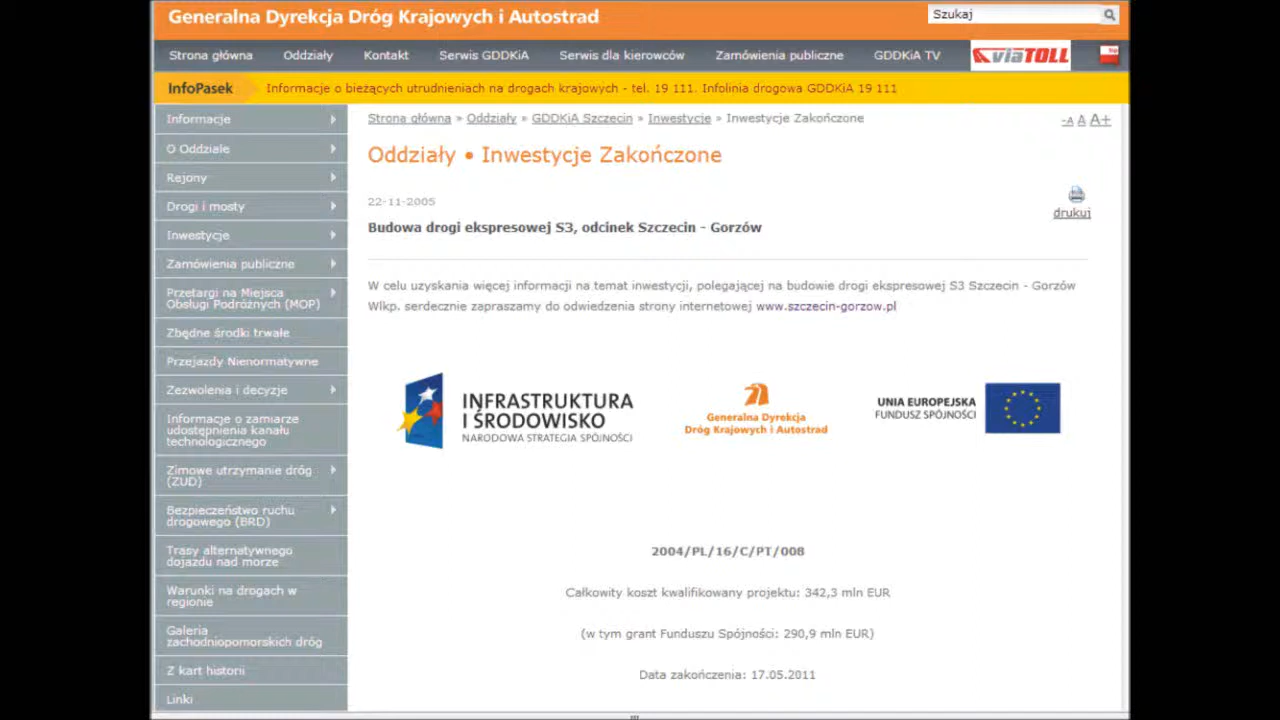 Generalna Dyrekcja Dróg Krajowych i Autostrad
Szukaj
Strona główna Oddziały Kontakt Serwis GDDKiA Serwis dla kierowców Zamówienia publiczne GDDKiA TV viaTOLL
InfoPasek Informacje o bieżących utrudnieniach na drogach krajowych - tel. 19 111. Infolinia drogowa GDDKiA 19 111
Informacje
O Oddziale
Rejony
Drogi i mosty
Inwestycje
Zamówienia publiczne
Przetargi na Miejsca
Obsługi Podróżnych (MOP)
Zbędne środki trwałe
Przejazdy Nienormatywne
Zezwolenia i decyzje
Informacje o zamiarze
udostępnienia kanału
technologicznego
Zimowe utrzymanie dróg
(ZUD)
Bezpieczeństwo ruchu
drogowego (BRD)
Trasy alternatywnego
dojazdu nad morze
Warunki na drogach w
regionie
Galeria
zachodniopomorskich dróg
Z kart historii
Linki
Strona główna » Oddziały » GDDKiA Szczecin » Inwestycje » Inwestycje Zakończone
-A A A+
Oddziały • Inwestycje Zakończone
22-11-2005
drukuj
Budowa drogi ekspresowej S3, odcinek Szczecin - Gorzów
W celu uzyskania więcej informacji na temat inwestycji, polegającej na budowie drogi ekspresowej S3 Szczecin - Gorzów
Wlkp. serdecznie zapraszamy do odwiedzenia strony internetowej www.szczecin-gorzow.pl
INFRASTRUKTURA
I ŚRODOWISKO
NARODOWA STRATEGIA SPÓJNOŚCI
Generalna Dyrekcja
Dróg Krajowych i Autostrad
UNIA EUROPEJSKA
FUNDUSZ SPÓJNOŚCI
2004/PL/16/C/PT/008
Całkowity koszt kwalifikowany projektu: 342,3 mln EUR
(w tym grant Funduszu Spójności: 290,9 mln EUR)
Data zakończenia: 17.05.2011